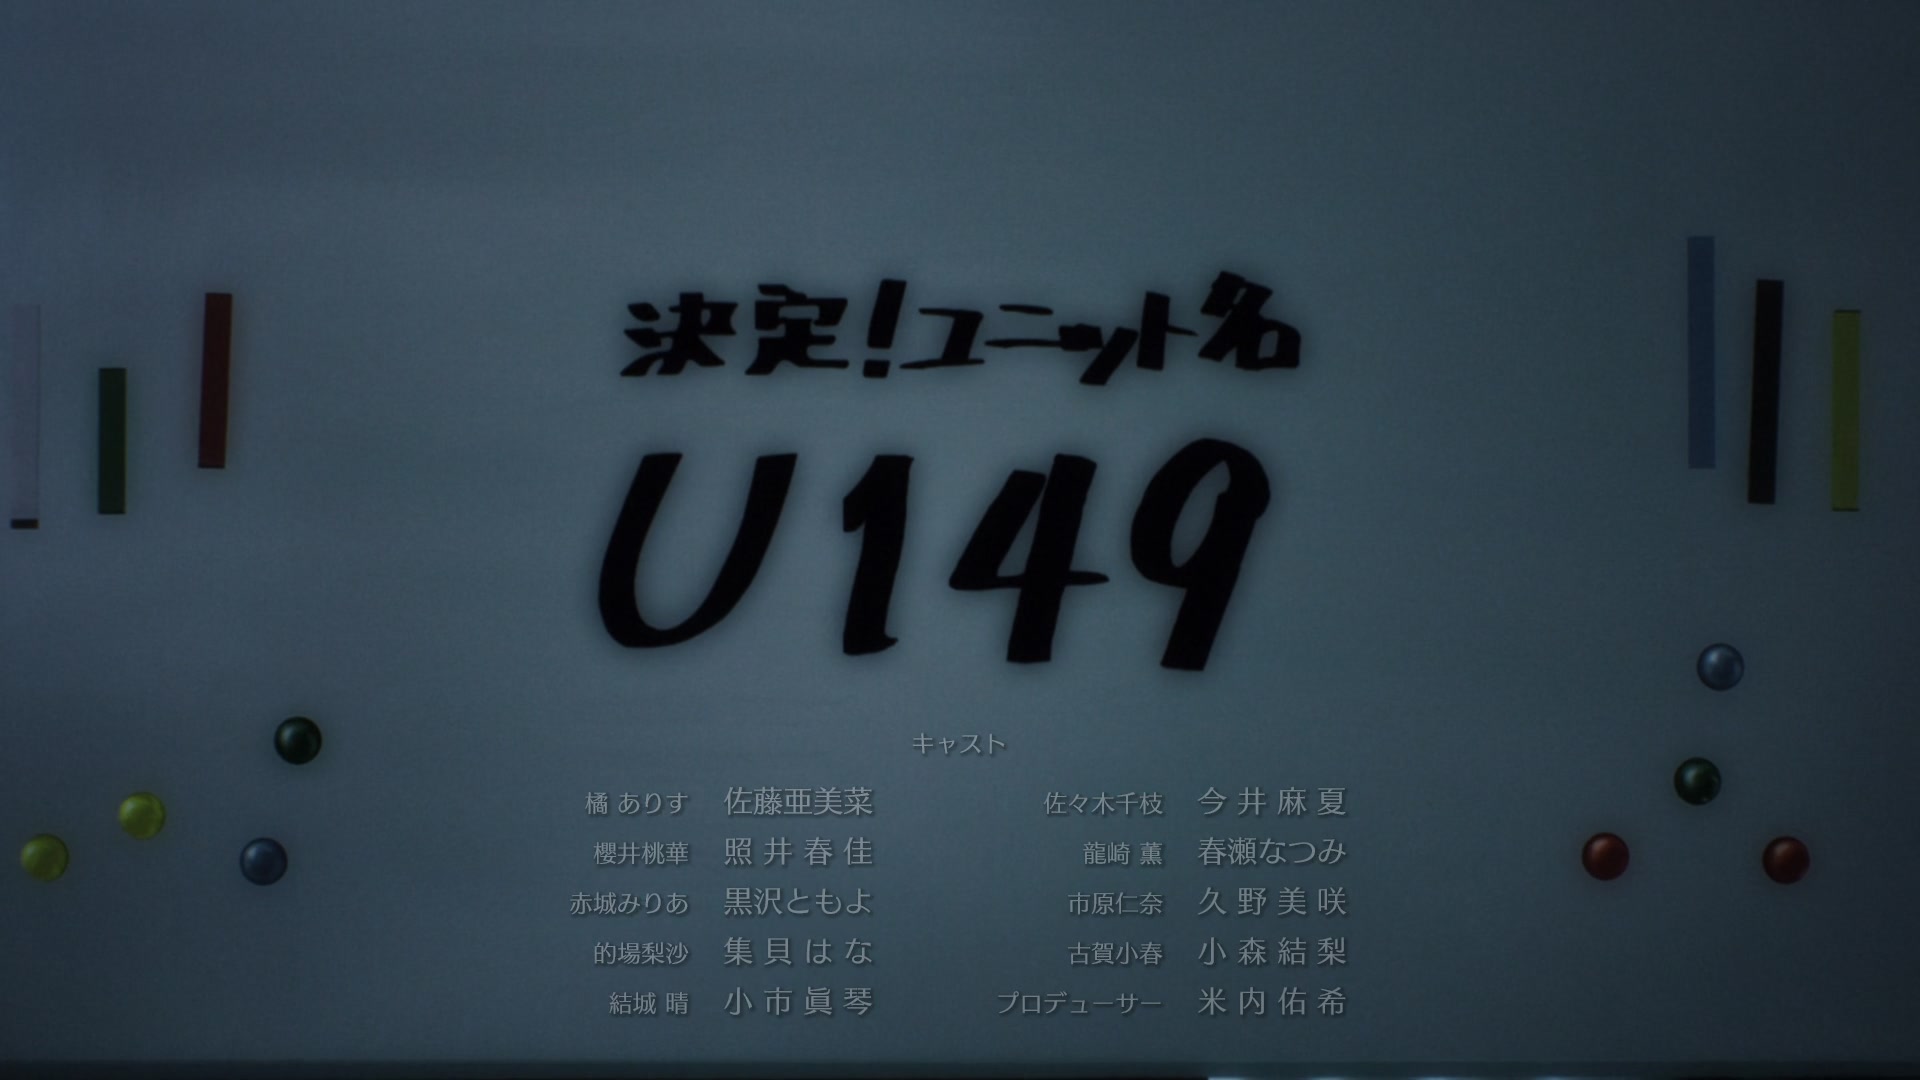 決定!ユニット名
U149
キャスト
橘 ありす 佐藤亜美菜
櫻井桃華 照井春佳
赤城みりあ 黒沢ともよ
的場梨沙 集貝はな
結城 晴 小市眞琴
佐々木千枝 今井麻夏
龍崎 薫 春瀬なつみ
市原仁奈 久野美咲
古賀小春 小森結梨
プロデューサー 米内佑希